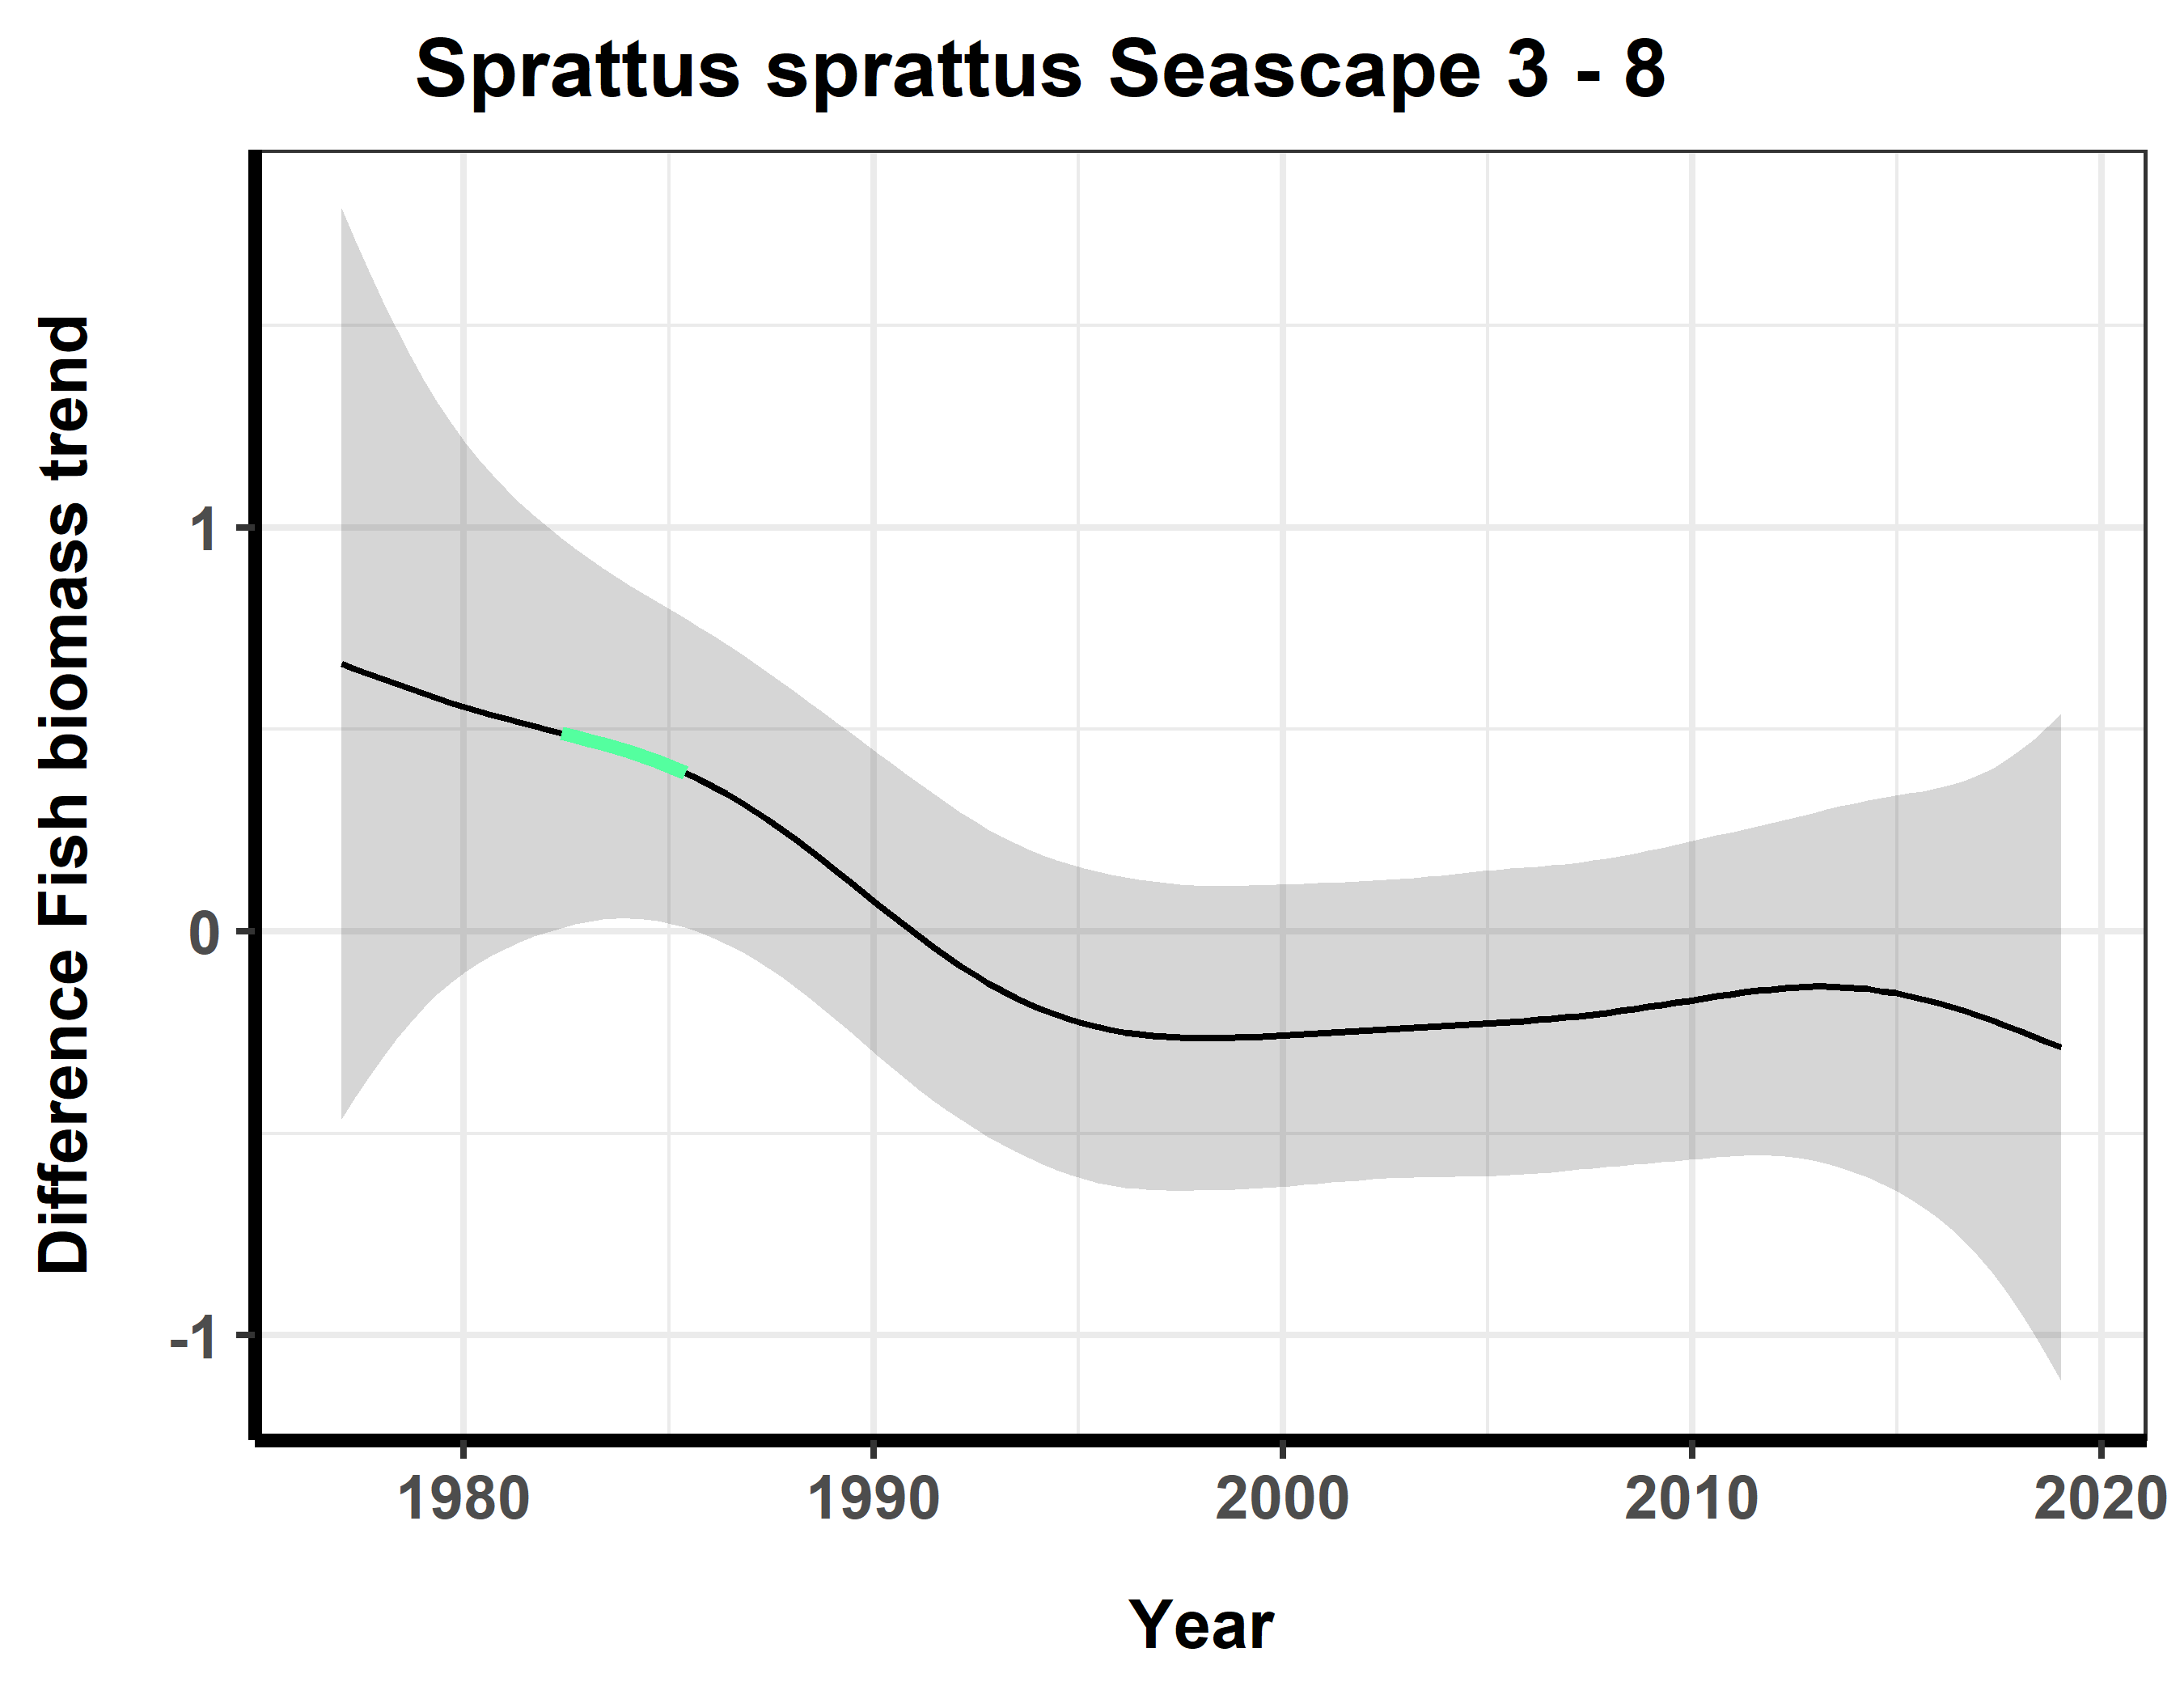 Sprattus sprattus Seascape 3 - 8
Difference Fish biomass trend
1
0
-1
1980 1990 2000 2010 2020
Year